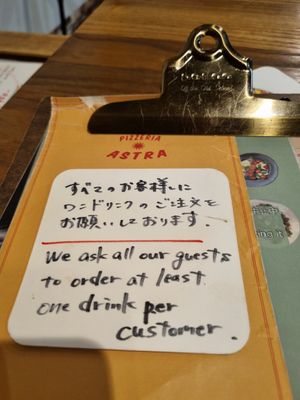 PIZZERIA
ASTRA
すべてのお客様に
ワンドリンクのご注文を
お願いしております.
We ask all our guests
to order at least
one drink per
customer.